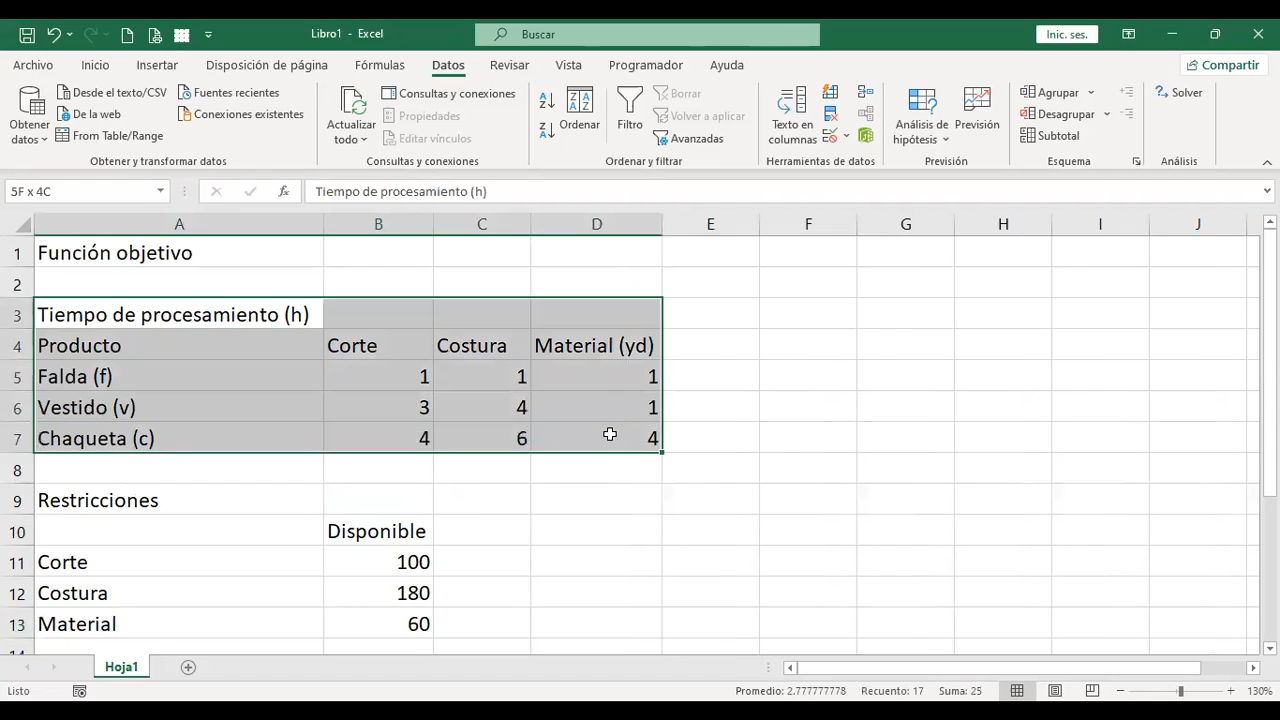 Libro1 - Excel
Buscar
Inic. ses.
Archivo Inicio Insertar Disposición de página Fórmulas Datos Revisar Vista Programador Ayuda
Compartir
Obtener datos
Desde el texto/CSV
De la web
From Table/Range
Fuentes recientes
Conexiones existentes
Obtener y transformar datos
Actualizar todo
Consultas y conexiones
Propiedades
Editar vínculos
Consultas y conexiones
Ordenar
Filtro
Borrar
Volver a aplicar
Avanzadas
Ordenar y filtrar
Texto en columnas
Herramientas de datos
Análisis de hipótesis
Previsión
Previsión
Agrupar
Desagrupar
Subtotal
Esquema
Solver
Análisis
5F x 4C
fx
Tiempo de procesamiento (h)
A B C D E F G H I J
1 Función objetivo
2
3 Tiempo de procesamiento (h)
4 Producto Corte Costura Material (yd)
5 Falda (f) 1 1 1
6 Vestido (v) 3 4 1
7 Chaqueta (c) 4 6 4
8
9 Restricciones
10 Disponible
11 Corte 100
12 Costura 180
13 Material 60
Hoja1
Listo
Promedio: 2.777777778 Recuento: 17 Suma: 25
130%